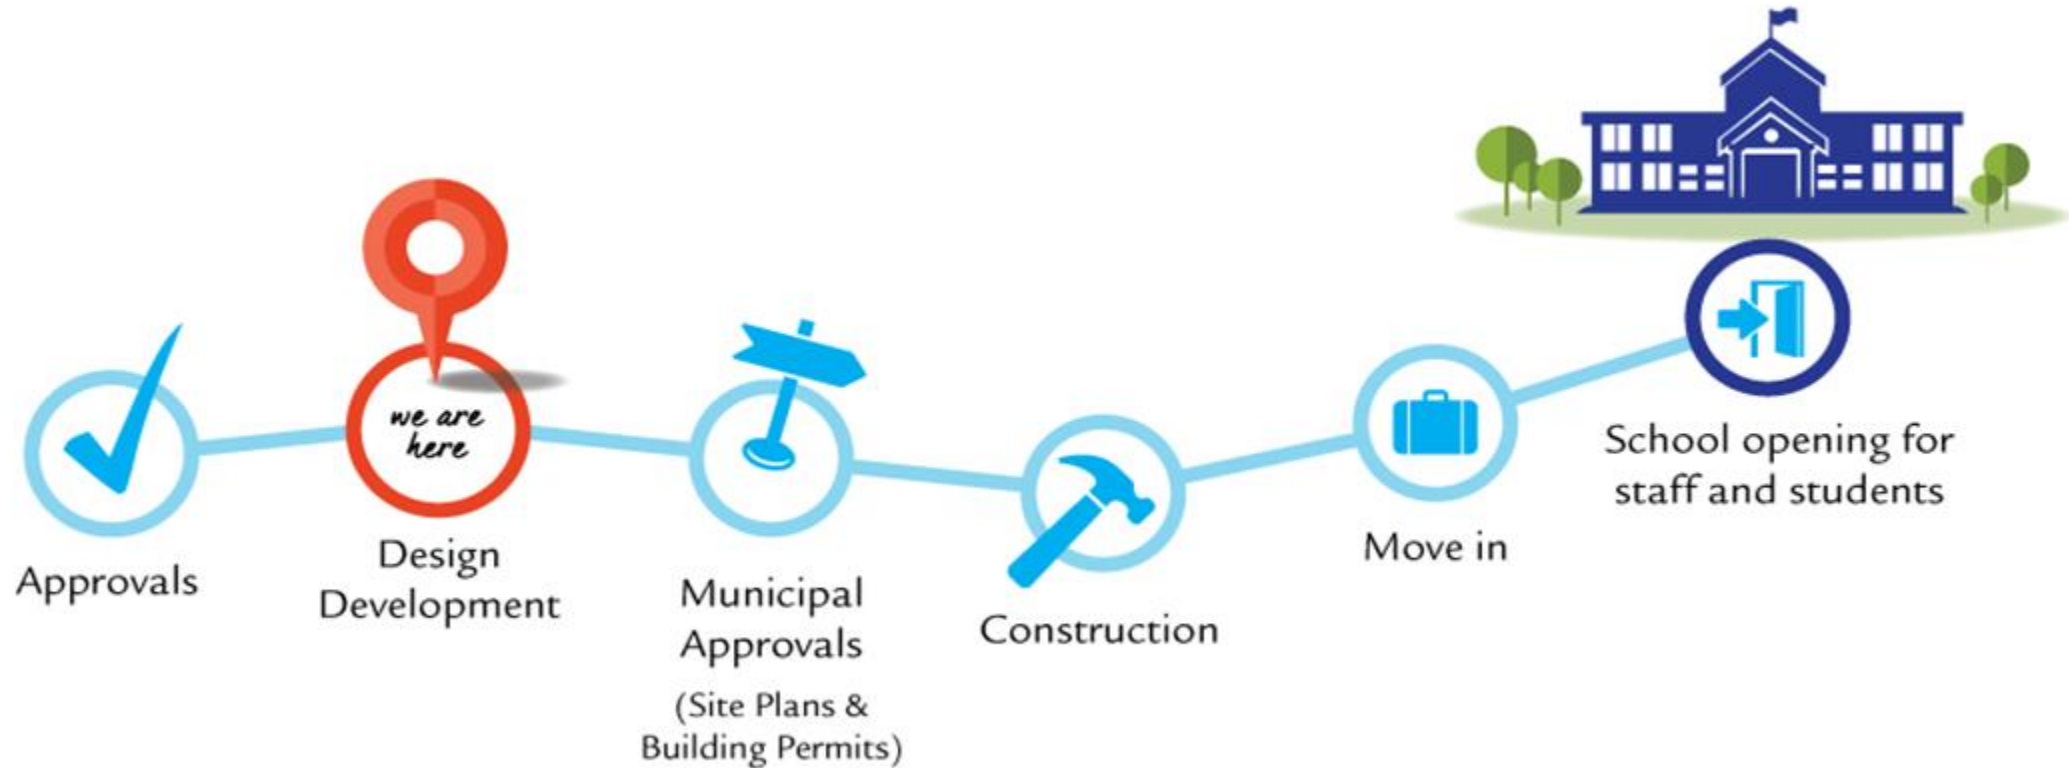 Approvals
we are
here
Design
Development
Municipal
Approvals
(Site Plans &
Building Permits)
Construction
Move in
School opening for
staff and students